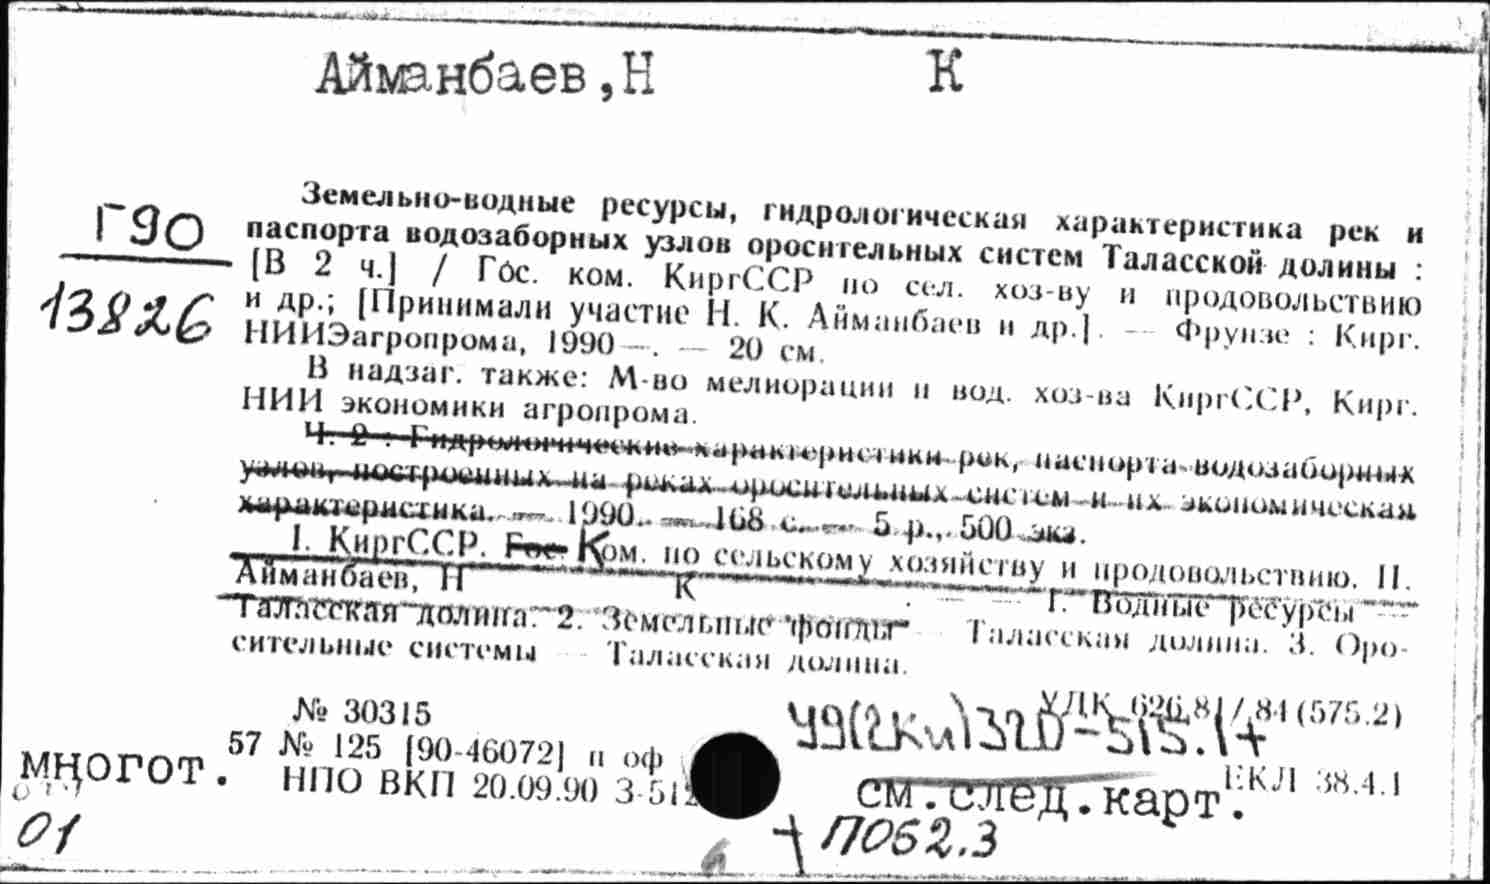 Айманбаев,Н К
Земельно-водные ресурсы, гидрологическая характеристика рек и
Г90
паспорта водозаборных узлов оросительных систем Таласской долины :
[В 2 ч.] / Гос. ком. КиргССР по сел. хоз-ву и продовольствию
13826
и др.; [Принимали участие Н. К. Айманбаев и др.]. — Фрунзе : Кирг.
НИИЭагропрома, 1990—. — 20 см.
В надзаг. также: М-во мелиорации и вод. хоз-ва КиргССР, Кирг.
НИИ экономики агропрома.
Ч. 2 : Гидрологические характеристики рек, паспорта водозаборных
узлов, построенных на реках оросительных систем и их экономическая
характеристика. — 1990. — 168 с. — 5 р., 500 экз.
I. КиргССР. Гос. Ком. по сельскому хозяйству и продовольствию. II.
Айманбаев, Н К — — 1. Водные ресурсы —
Таласская долина. 2. Земельные фонды — Таласская долина. 3. Оро-
сительные системы — Таласская долина.
№ 30315
УДК 626.81/.84(575.2)
У9(2Ки)32D-515.1+
57 № 125 [90-46072] п оф
многот.
НПО ВКП 20.09.90 З-512
ЕКЛ 38.4.1
см.след.карт.
01
+ П062.3